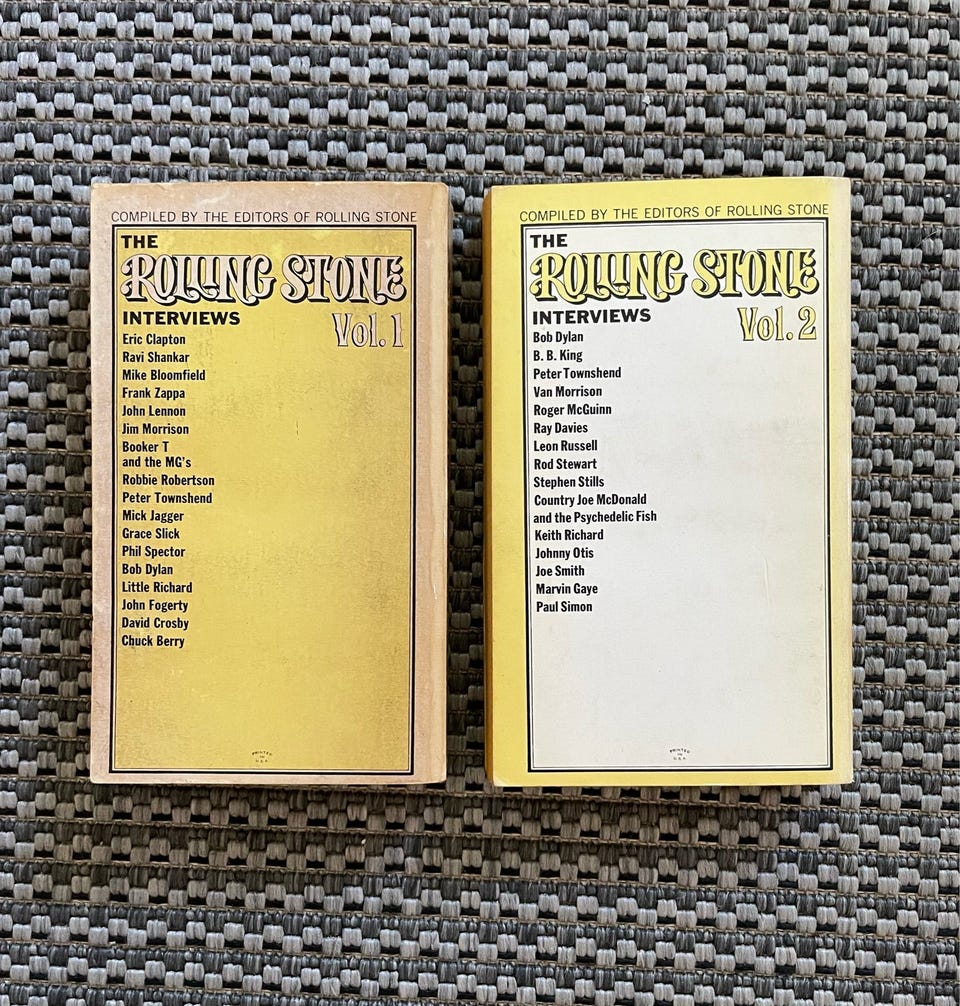 COMPILED BY THE EDITORS OF ROLLING STONE
THE
ROLLING STONE
INTERVIEWS
Vol. 1
Eric Clapton
Ravi Shankar
Mike Bloomfield
Frank Zappa
John Lennon
Jim Morrison
Booker T
and the MG's
Robbie Robertson
Peter Townshend
Mick Jagger
Grace Slick
Phil Spector
Bob Dylan
Little Richard
John Fogerty
David Crosby
Chuck Berry
PRINTED
IN
U.S.A.
COMPILED BY THE EDITORS OF ROLLING STONE
THE
ROLLING STONE
INTERVIEWS
Vol. 2
Bob Dylan
B. B. King
Peter Townshend
Van Morrison
Roger McGuinn
Ray Davies
Leon Russell
Rod Stewart
Stephen Stills
Country Joe McDonald
and the Psychedelic Fish
Keith Richard
Johnny Otis
Joe Smith
Marvin Gaye
Paul Simon
PRINTED
IN
U.S.A.